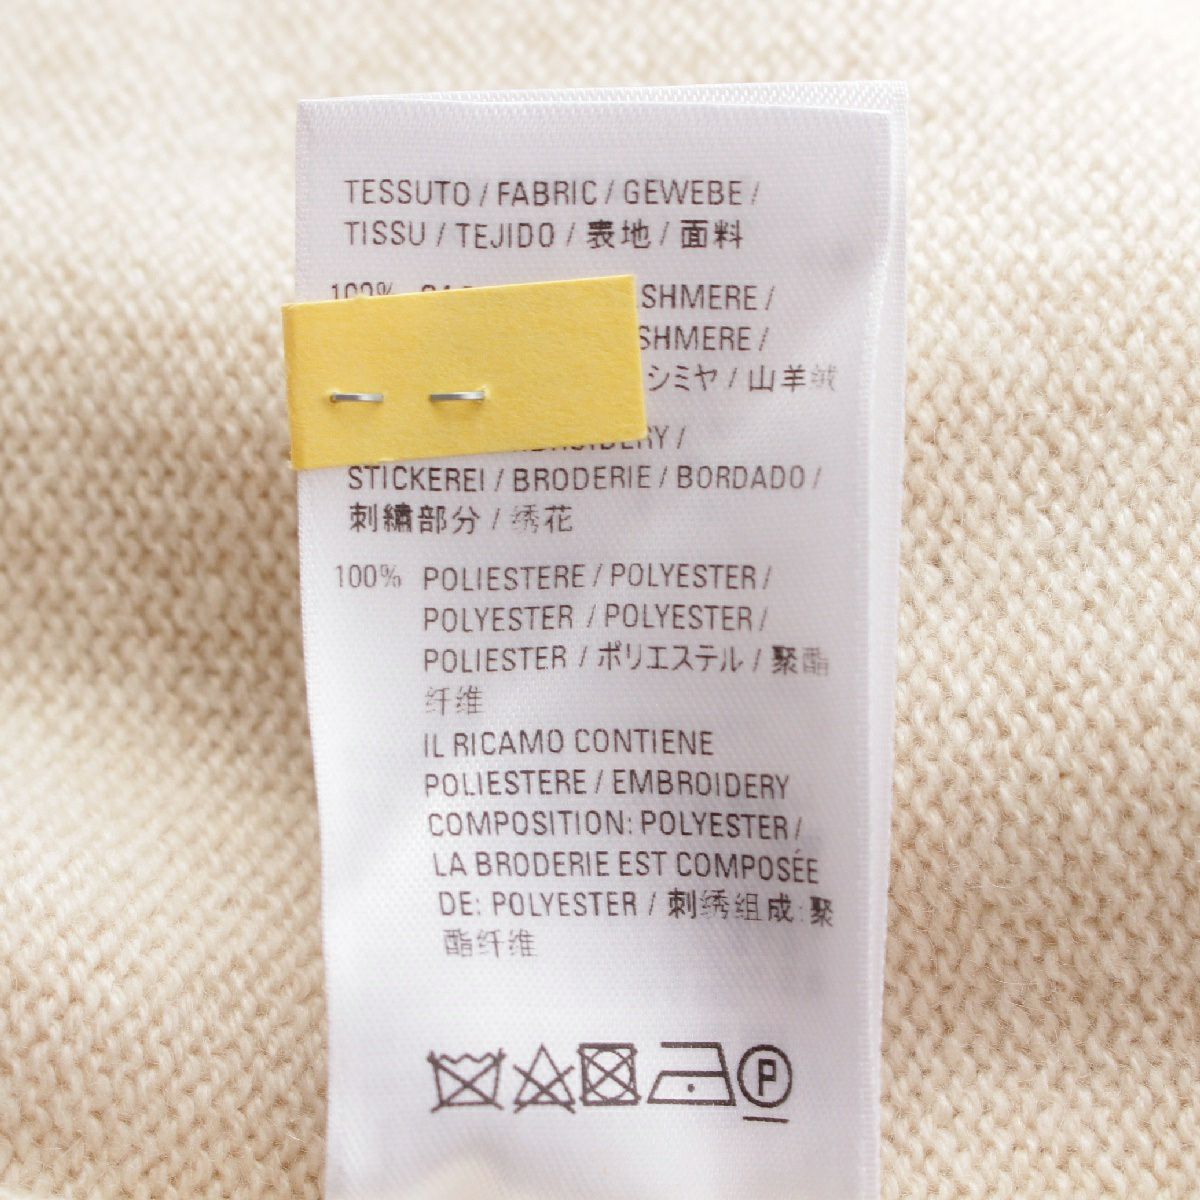 TESSUTO / FABRIC / GEWEBE /
TISSU / TEJIDO / 表地 / 面料
100% SHMERE /
SHMERE /
シミヤ / 山羊绒
STICKEREI / BRODERIE / BORDADO /
刺繍部分 / 绣花
100% POLIESTERE / POLYESTER /
POLYESTER / POLYESTER /
POLIESTER / ポリエステル / 聚酯
纤维
IL RICAMO CONTIENE
POLIESTERE / EMBROIDERY
COMPOSITION: POLYESTER /
LA BRODERIE EST COMPOSÉE
DE: POLYESTER / 刺绣组成: 聚
酯纤维
P